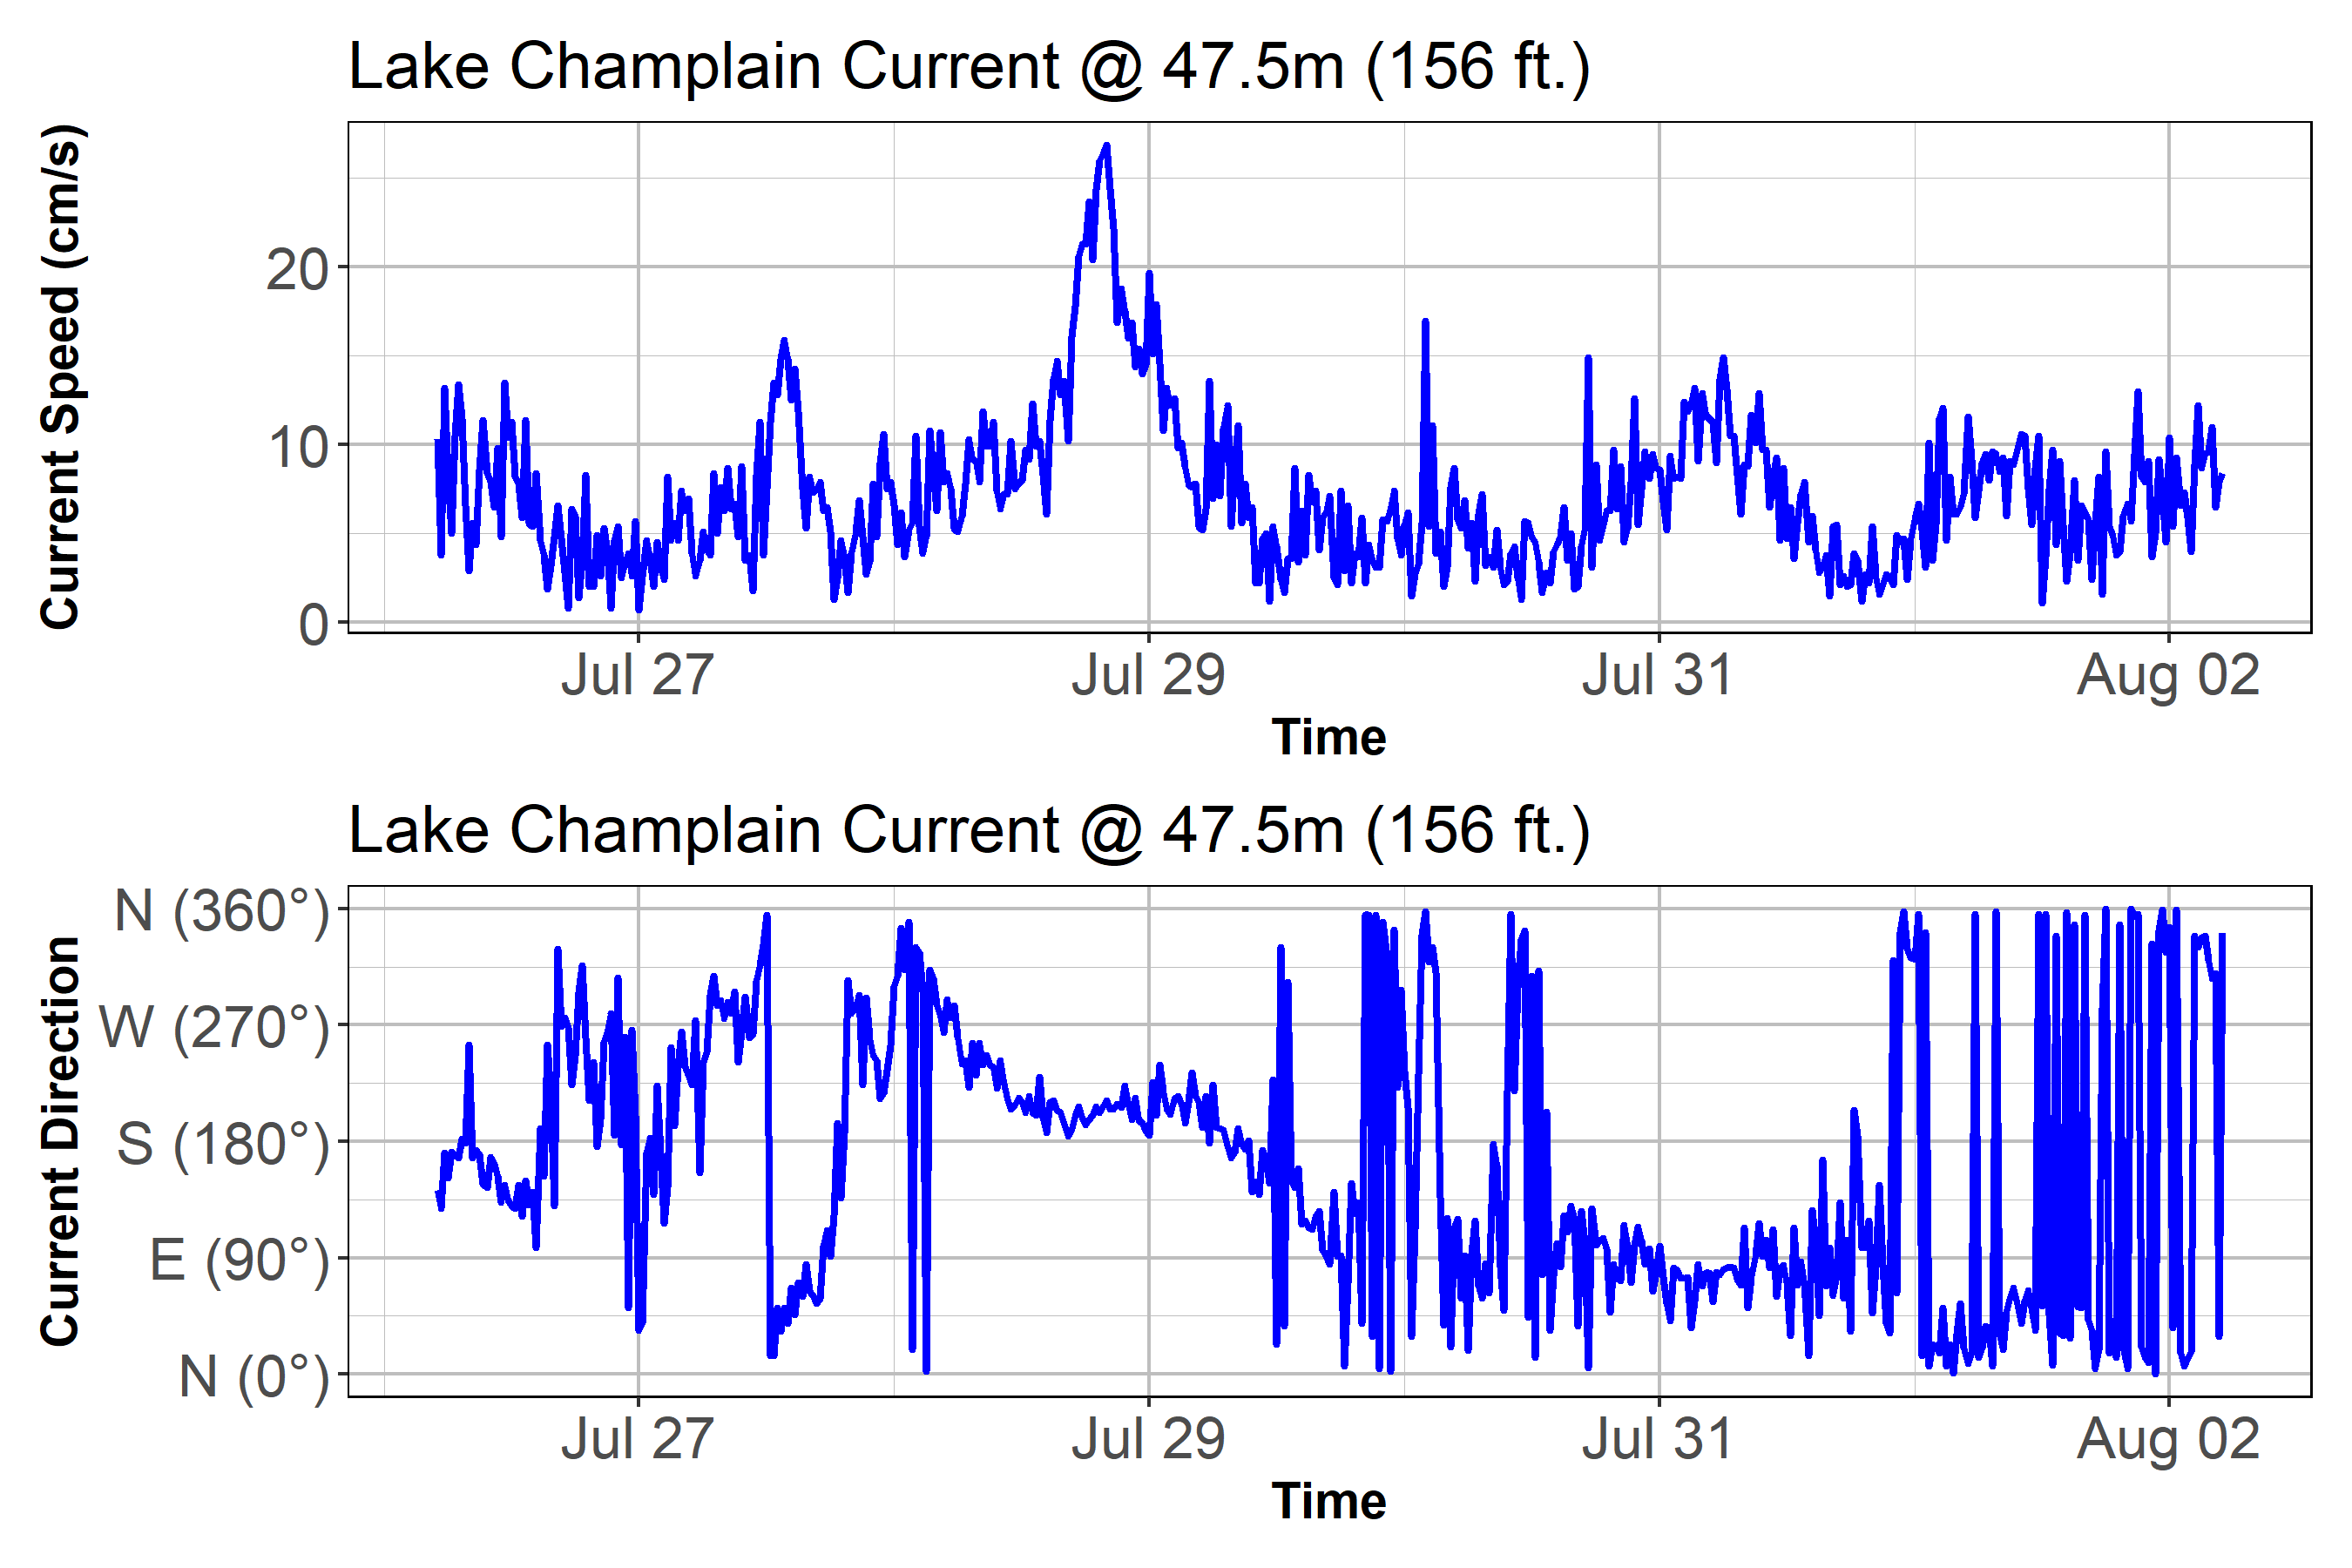 Lake Champlain Current @ 47.5m (156 ft.)
Current Speed (cm/s)
20
10
0
Jul 27 Jul 29 Jul 31 Aug 02
Time
Lake Champlain Current @ 47.5m (156 ft.)
Current Direction
N (360°)
W (270°)
S (180°)
E (90°)
N (0°)
Jul 27 Jul 29 Jul 31 Aug 02
Time